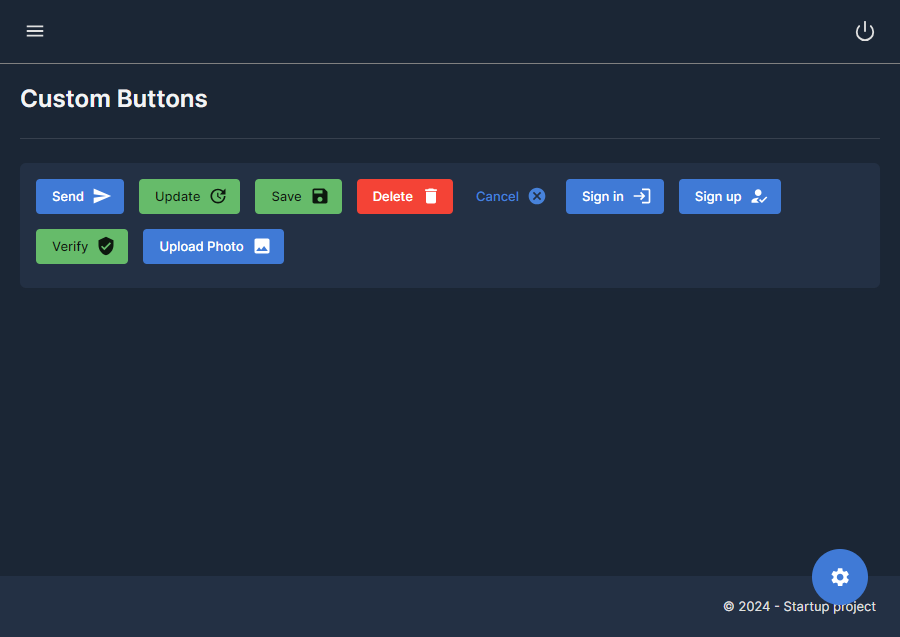 Custom Buttons
Send Update Save Delete Cancel Sign in Sign up
Verify Upload Photo
© 2024 - Startup project